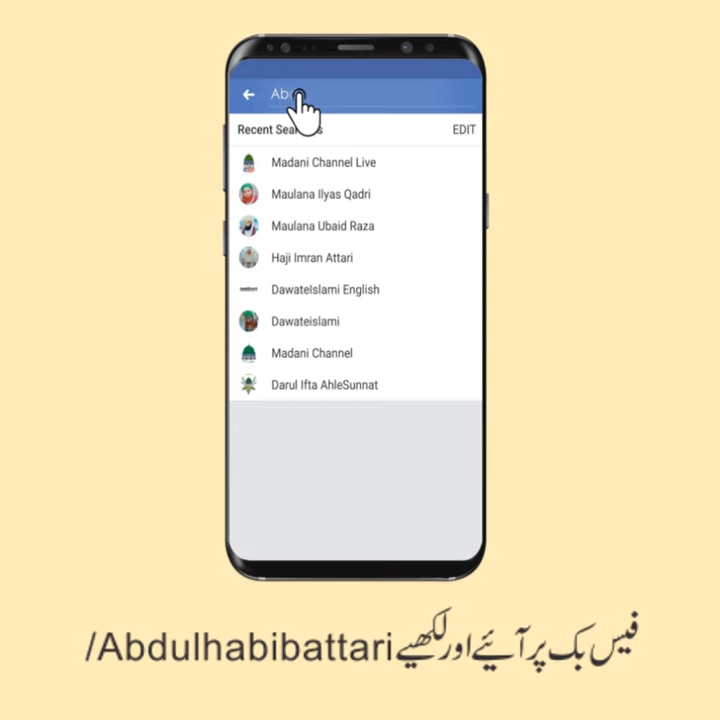 Ab
Recent Sea s
EDIT
Madani Channel Live
Maulana Ilyas Qadri
Maulana Ubaid Raza
Haji Imran Attari
DawateIslami English
Dawateislami
Madani Channel
Darul Ifta AhleSunnat
فیس بک پر آئیے اور لکھیے Abdulhabibattari/